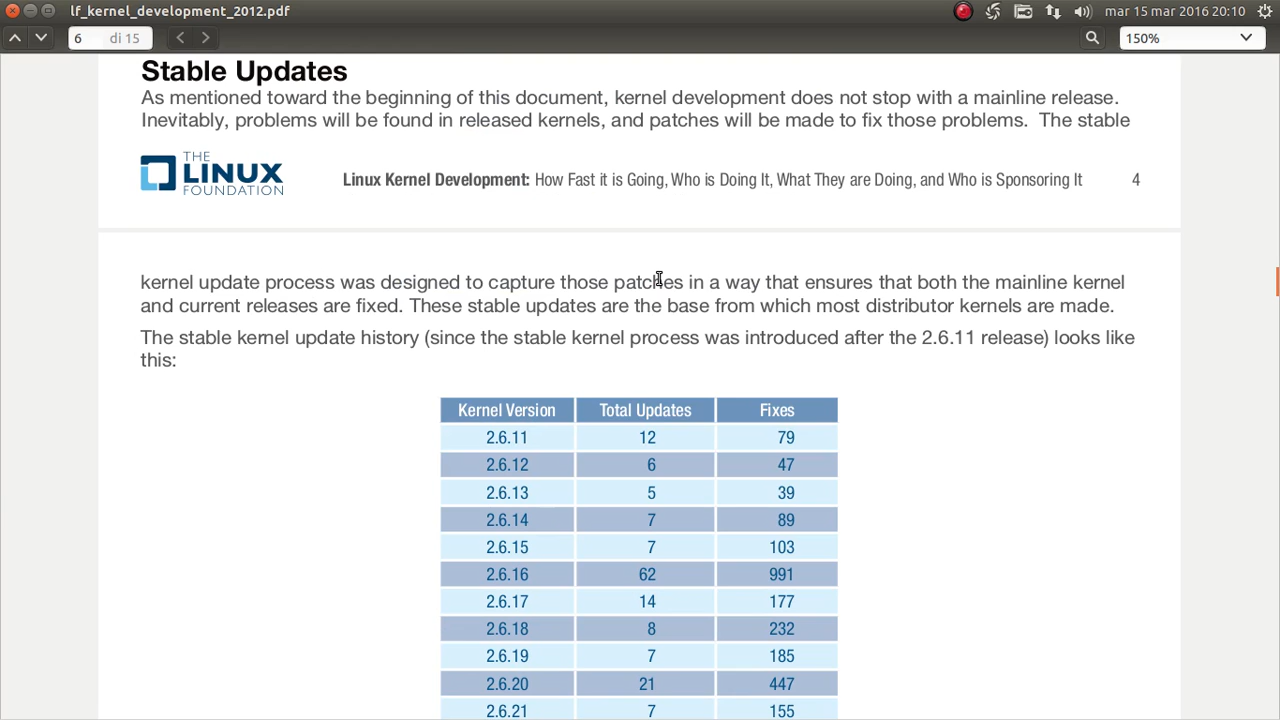 lf_kernel_development_2012.pdf
mar 15 mar 2016 20:10
6 di 15
150%
Stable Updates
As mentioned toward the beginning of this document, kernel development does not stop with a mainline release.
Inevitably, problems will be found in released kernels, and patches will be made to fix those problems.  The stable
THE
LINUX
FOUNDATION
Linux Kernel Development: How Fast it is Going, Who is Doing It, What They are Doing, and Who is Sponsoring It 4
kernel update process was designed to capture those patches in a way that ensures that both the mainline kernel
and current releases are fixed. These stable updates are the base from which most distributor kernels are made.
The stable kernel update history (since the stable kernel process was introduced after the 2.6.11 release) looks like
this:
Kernel Version Total Updates Fixes
2.6.11 12 79
2.6.12 6 47
2.6.13 5 39
2.6.14 7 89
2.6.15 7 103
2.6.16 62 991
2.6.17 14 177
2.6.18 8 232
2.6.19 7 185
2.6.20 21 447
2.6.21 7 155